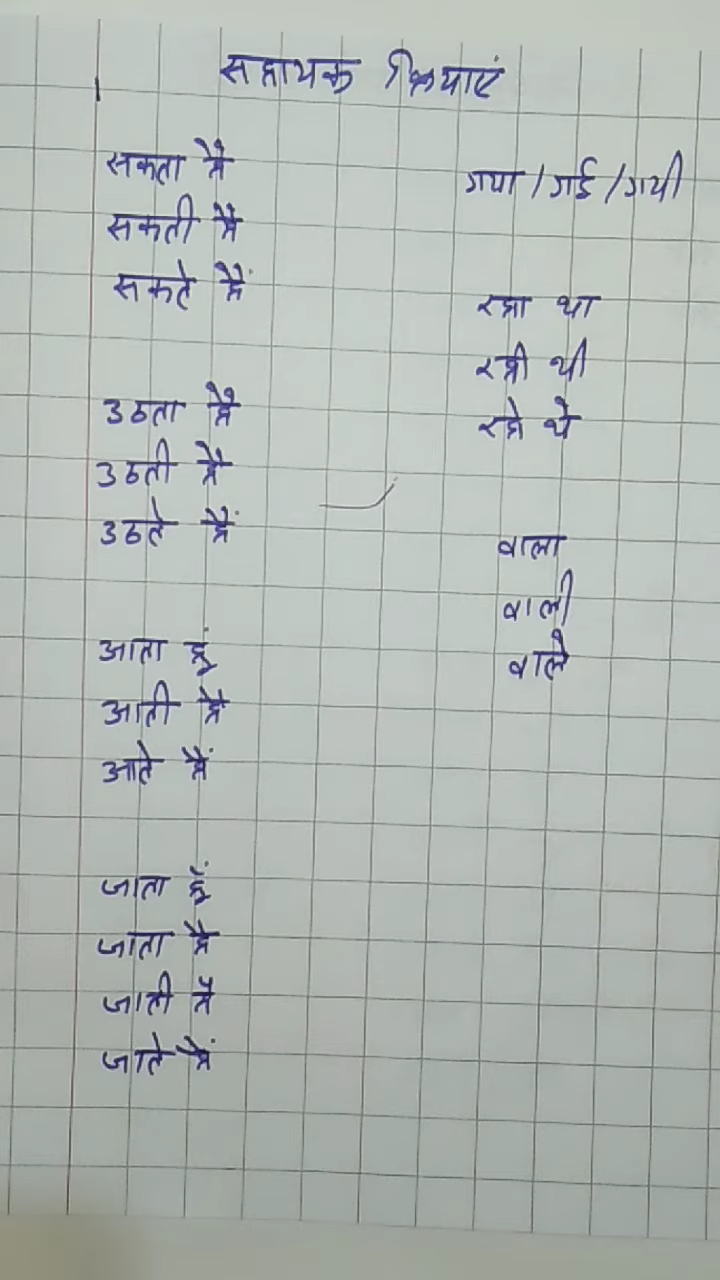 सहायक क्रियाएं
सकता है
सकती है
सकते हैं
उठता है
उठती है
उठते हैं
आता हूं
आती है
आते हैं
जाता हूं
जाता है
जाती है
जाते हैं
गया / गई / गयी
रहा था
रही थी
रहे थे
वाला
वाली
वाले